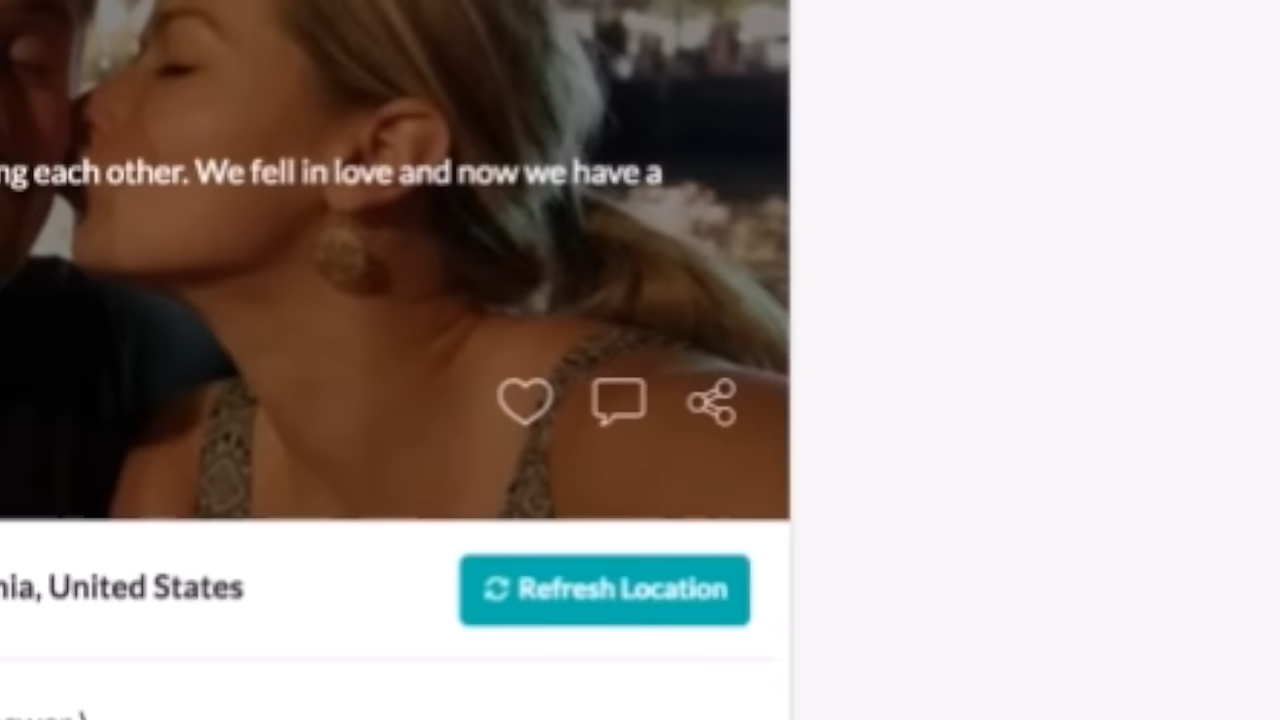 ng each other. We fell in love and now we have a
nia, United States
Refresh Location